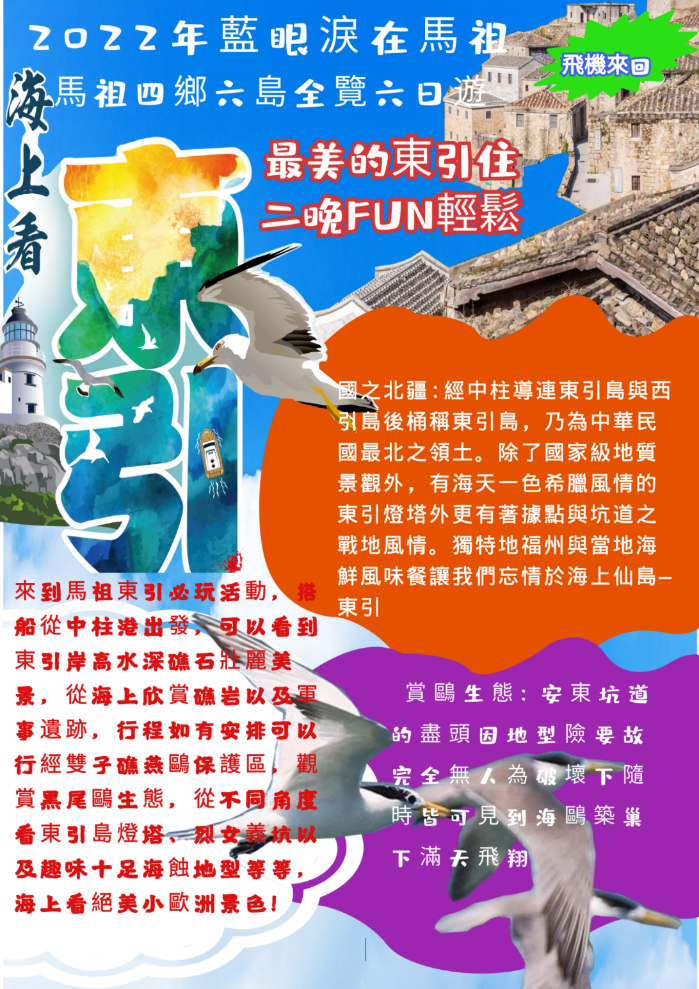 2022年藍眼淚在馬祖
馬祖四鄉六島全覽六日遊
飛機來回
海上看
東引
最美的東引住
二晚FUN輕鬆
國之北疆:經中柱導連東引島與西
引島後桶稱東引島，乃為中華民
國最北之領土。除了國家級地質
景觀外，有海天一色希臘風情的
東引燈塔外更有著據點與坑道之
戰地風情。獨特地福州與當地海
鮮風味餐讓我們忘情於海上仙島—
東引
來到馬祖東引必玩活動，搭
船從中柱港出發，可以看到
東引岸高水深礁石壯麗美
景，從海上欣賞礁岩以及軍
事遺跡，行程如有安排可以
行經雙子礁燕鷗保護區，觀
賞黑尾鷗生態，從不同角度
看東引島燈塔、烈女義坑以
及趣味十足海蝕地型等等，
海上看絕美小歐洲景色!
賞鷗生態:安東坑道
的盡頭因地型險要故
完全無人為破壞下隨
時皆可見到海鷗築巢
下滿天飛翔